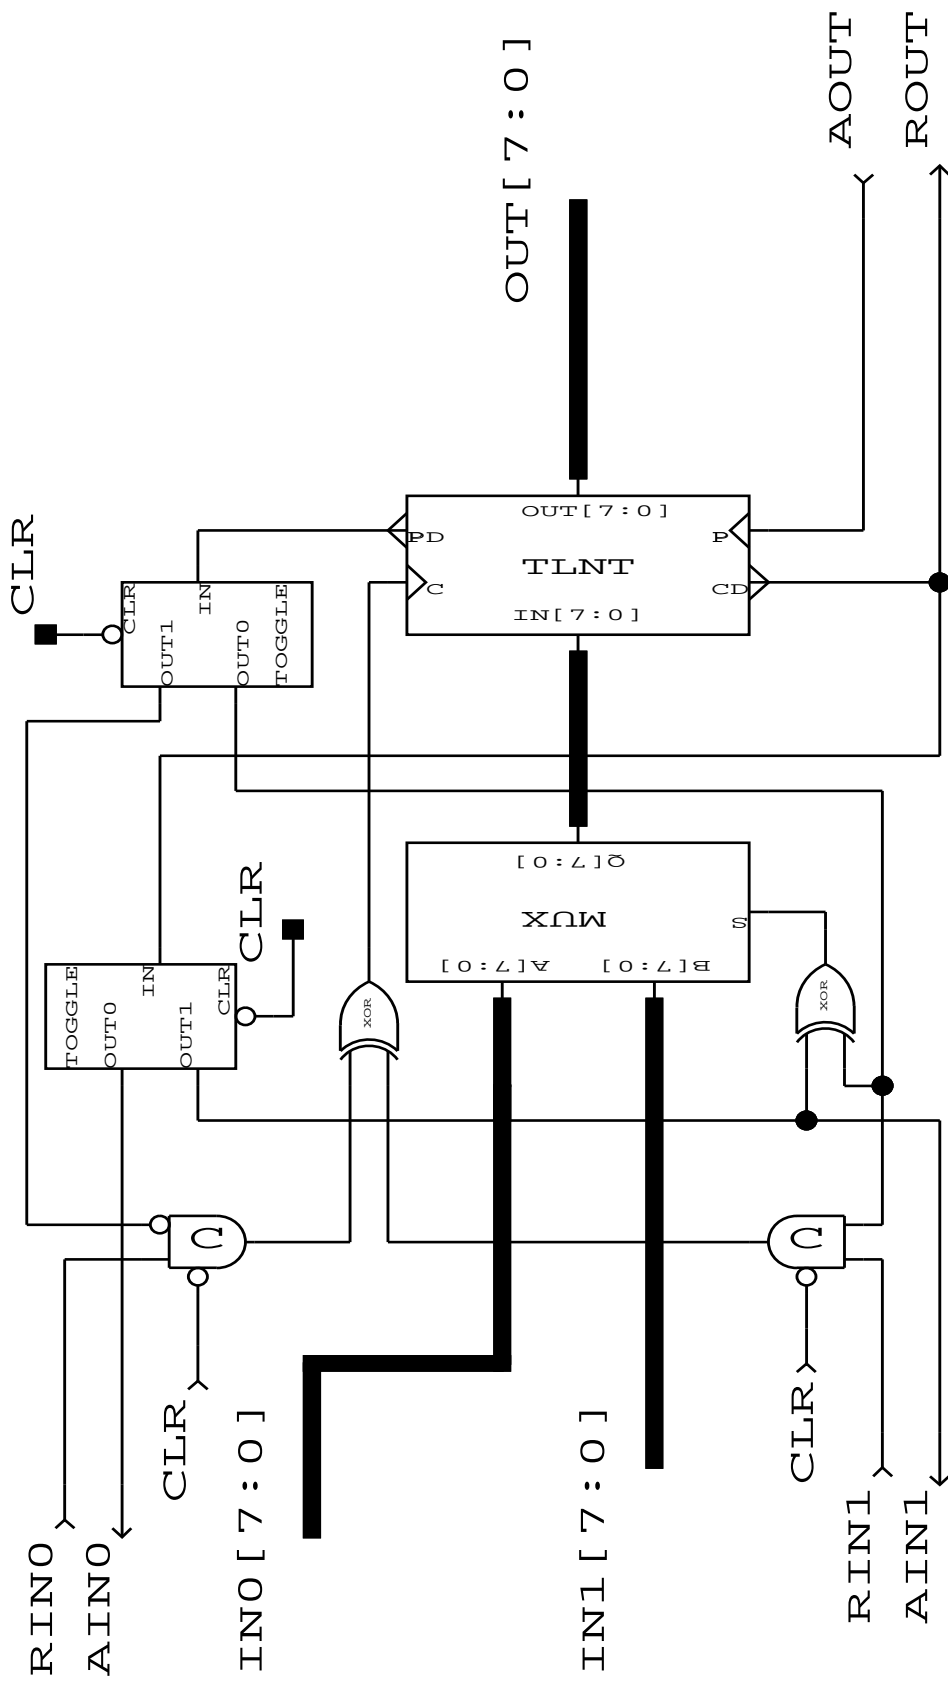 AOUT
ROUT
OUT[7:0]
CLR
OUT[7:0]
PD
P
TLNT
C
CD
IN[7:0]
CLR
IN
OUT1
OUT0
TOGGLE
Q[7:0]
MUX
S
A[7:0]
B[7:0]
CLR
TOGGLE
IN
CLR
OUT0
OUT1
XOR
XOR
C
C
CLR
CLR
IN0[7:0]
IN1[7:0]
RIN0
AIN0
RIN1
AIN1